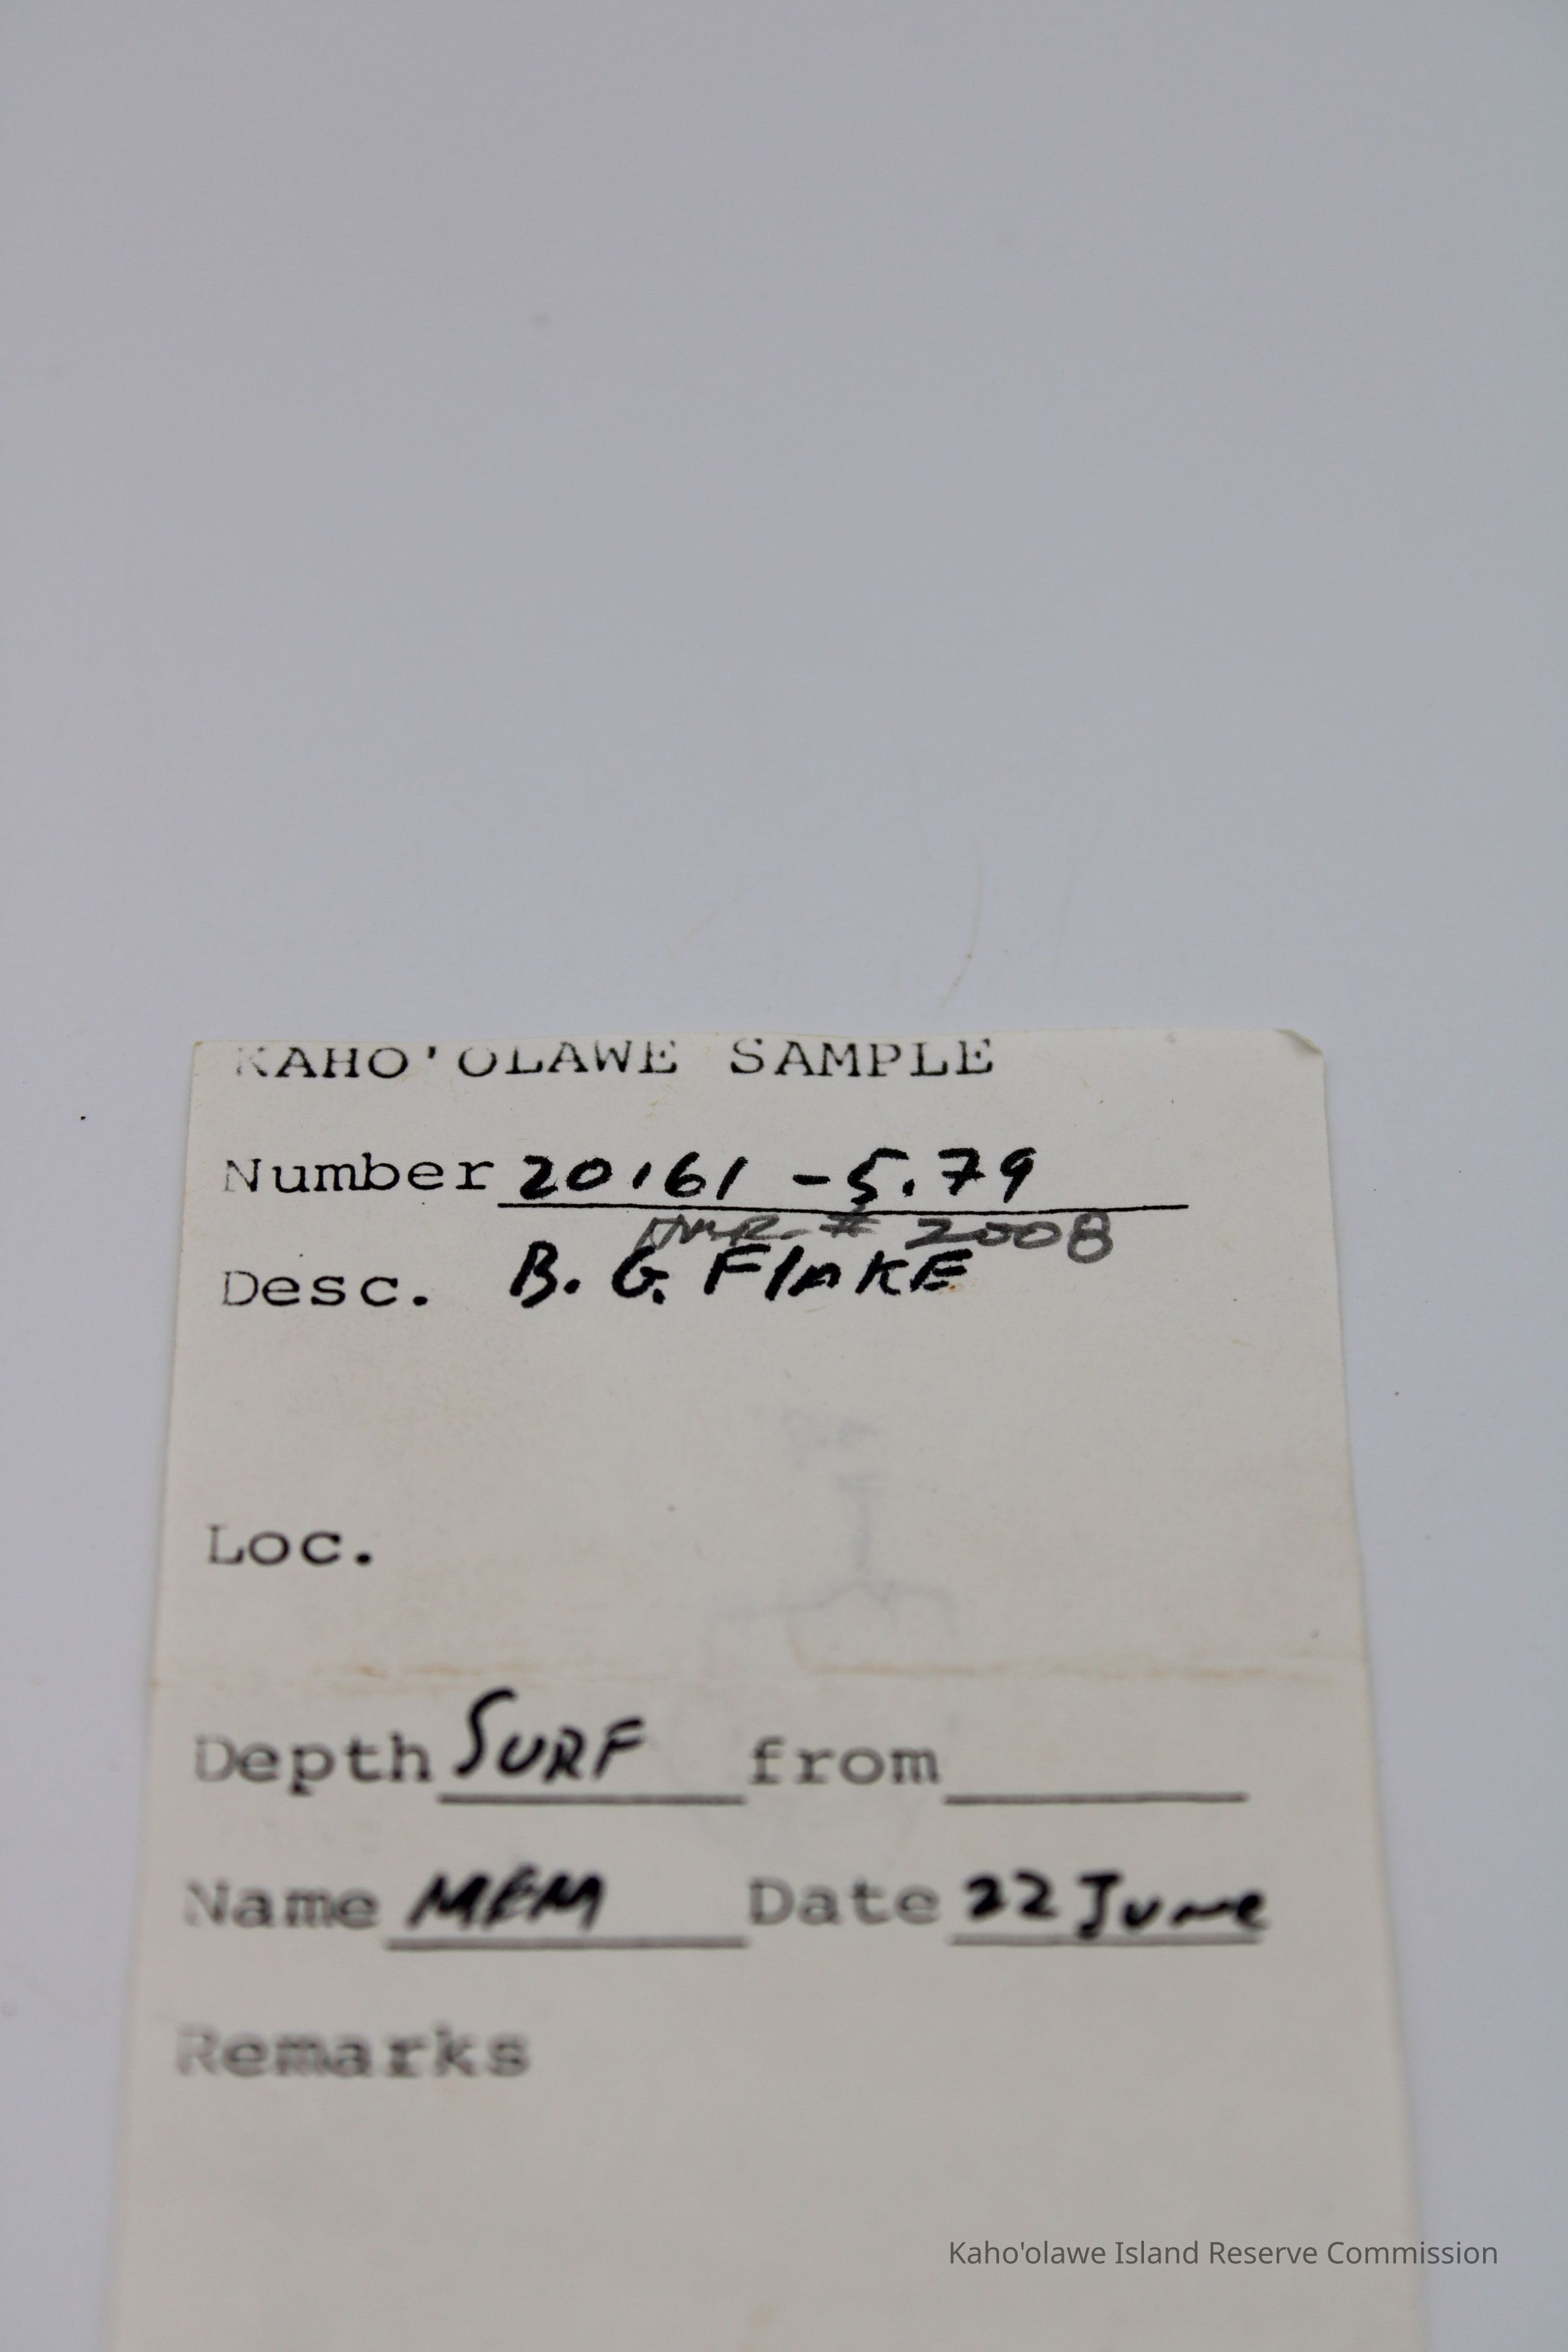 KAHO'OLAWE SAMPLE
Number 20161 -5.79
# 2008
Desc. B.G. FlaKE
Loc.
Depth SURF from
Name MEM Date 22 June
Remarks
Kaho'olawe Island Reserve Commission